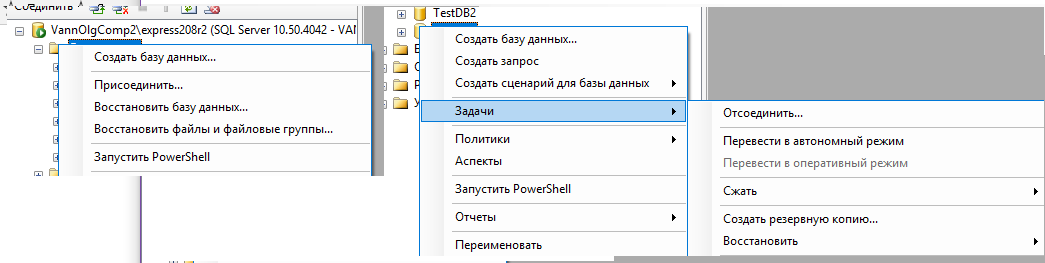 Соединить
VannOlgComp2\express208r2 (SQL Server 10.50.4042 - VAN
Создать базу данных...
Присоединить...
Восстановить базу данных...
Восстановить файлы и файловые группы...
Запустить PowerShell
TestDB2
Создать базу данных...
Создать запрос
Создать сценарий для базы данных
Задачи
Политики
Аспекты
Запустить PowerShell
Отчеты
Переименовать
Отсоединить...
Перевести в автономный режим
Перевести в оперативный режим
Сжать
Создать резервную копию...
Восстановить